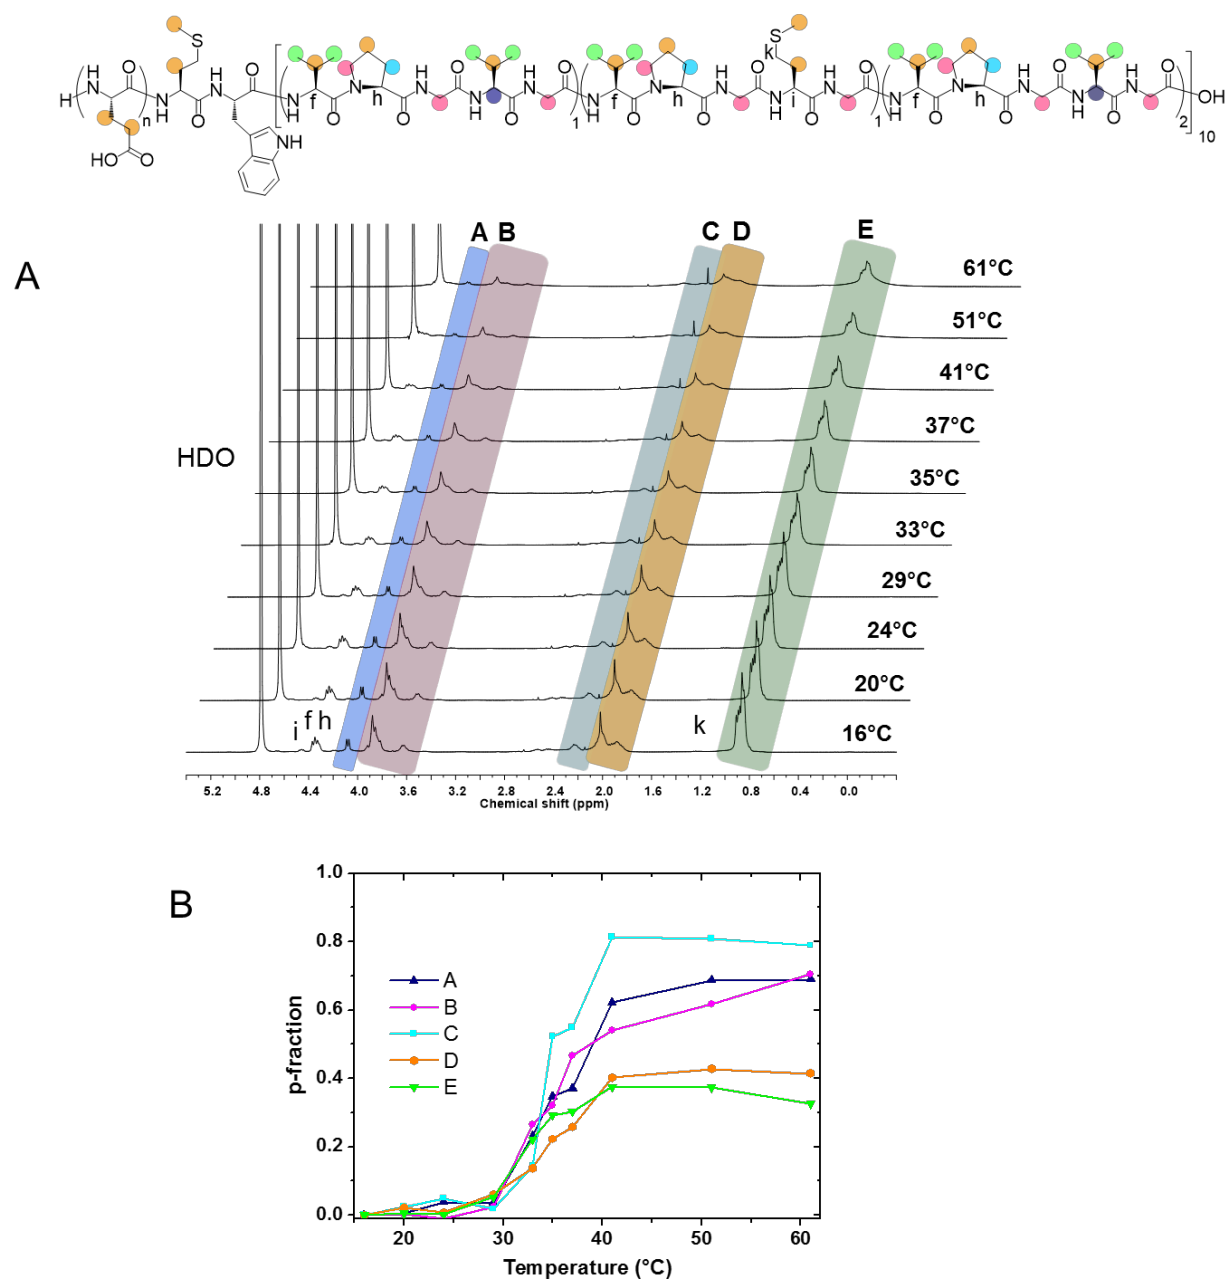 S
S
k
H
N
O
H
N
O
O
O
N
O
O
O
N
O
O
O
N
O
O
H
n
N
H
N
H
N
H
f
h
N
H
N
H
N
H
1
N
H
f
h
N
H
i
N
H
N
H
1
N
H
f
h
N
H
N
H
N
H
2
OH
10
HO
O
NH
A B C D E
A
61°C
51°C
41°C
37°C
HDO
35°C
33°C
29°C
24°C
20°C
i f h k 16°C
5.2 4.8 4.4 4.0 3.6 3.2 2.8 2.4 2.0 1.6 1.2 0.8 0.4 0.0
Chemical shift (ppm)
B
1.0
0.8
0.6
0.4
0.2
0.0
p-fraction
A
B
C
D
E
20 30 40 50 60
Temperature (°C)